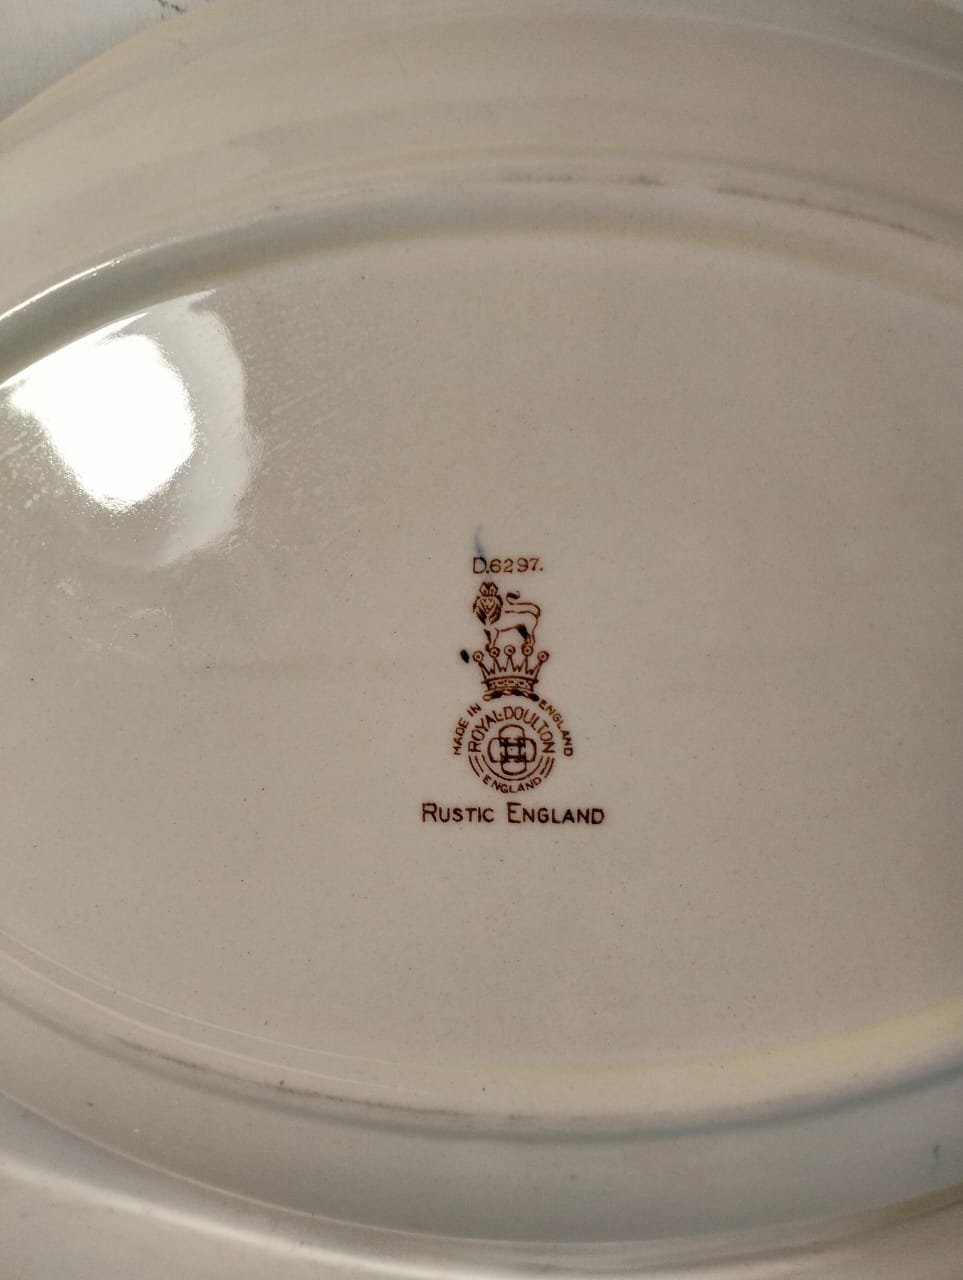 D.6297.
MADE IN ENGLAND
ROYAL·DOULTON
ENGLAND
RUSTIC ENGLAND